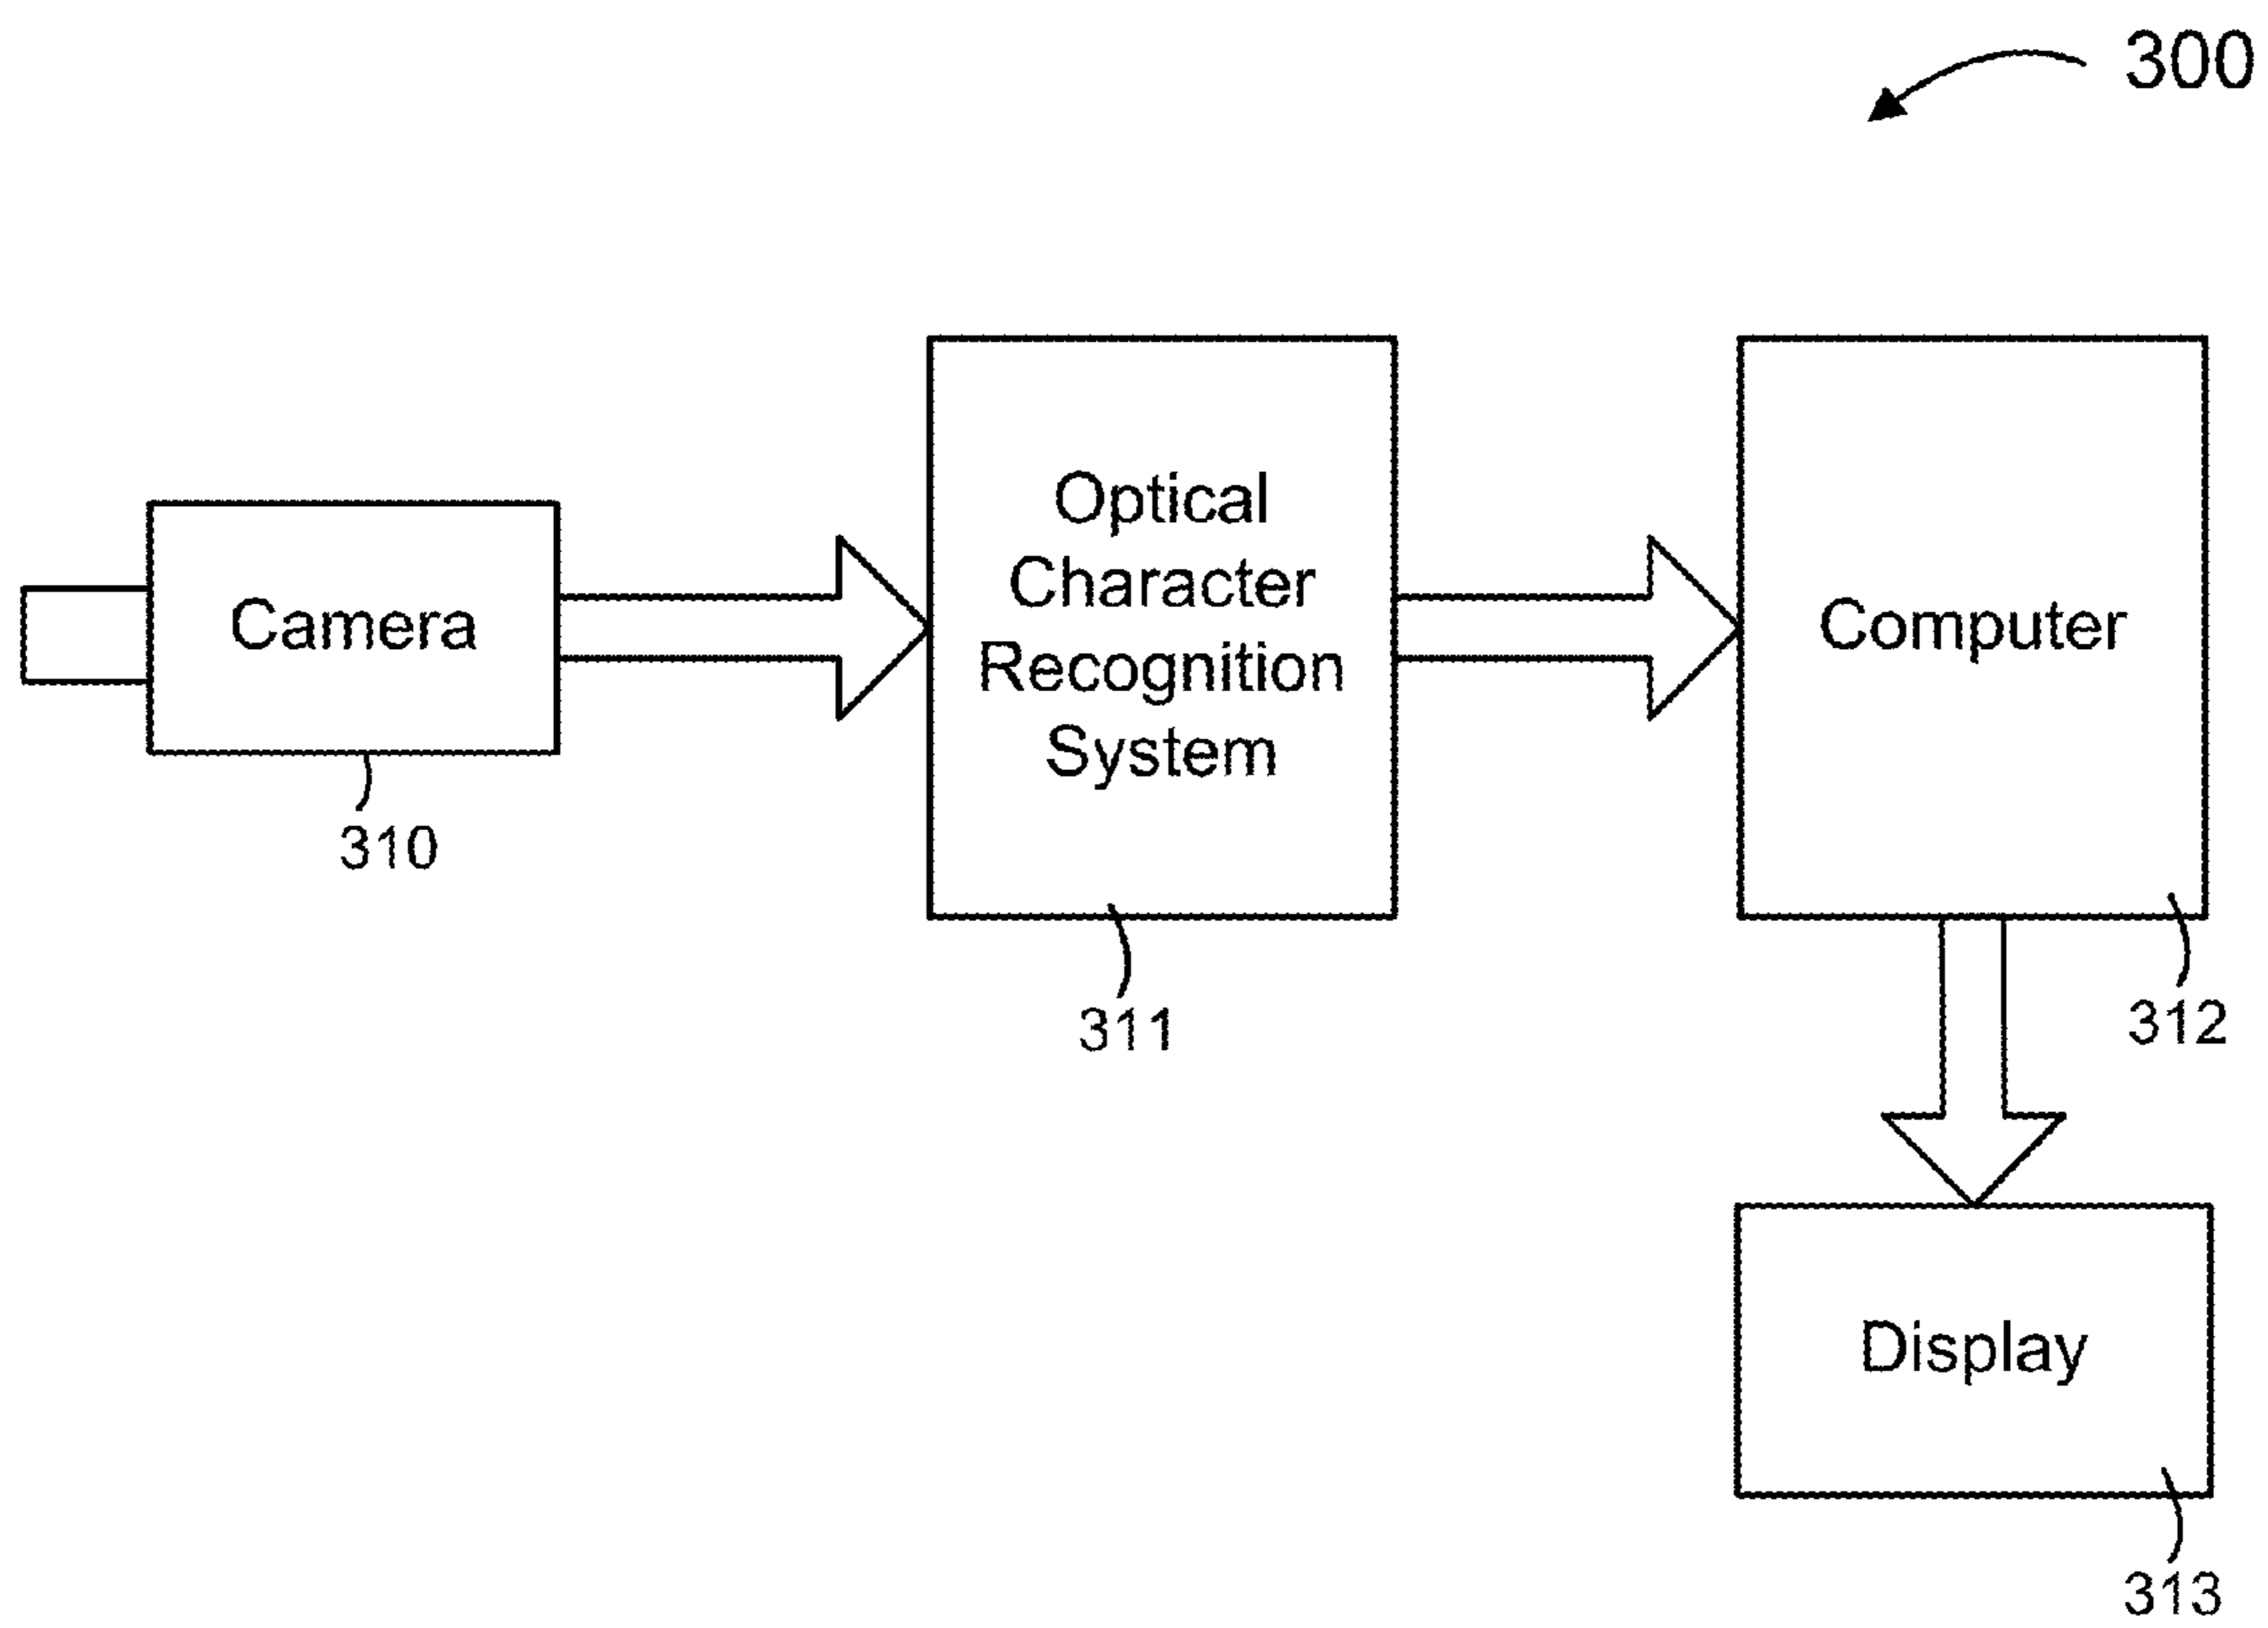 300
Camera
310
Optical
Character
Recognition
System
311
Computer
312
Display
313